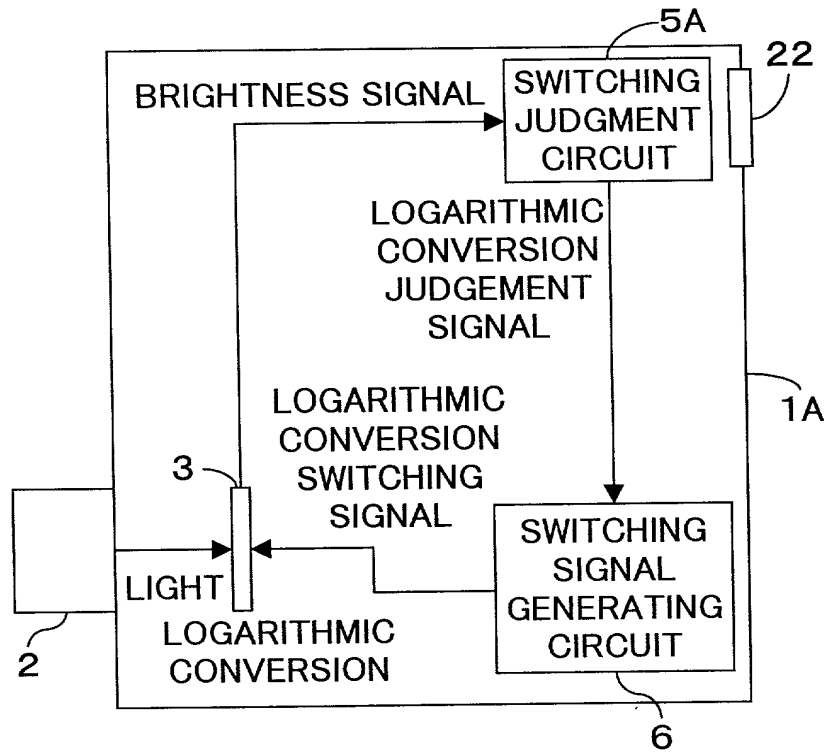 5A
22
SWITCHING
JUDGMENT
CIRCUIT
BRIGHTNESS SIGNAL
LOGARITHMIC
CONVERSION
JUDGEMENT
SIGNAL
1A
LOGARITHMIC
CONVERSION
SWITCHING
SIGNAL
3
SWITCHING
SIGNAL
GENERATING
CIRCUIT
LIGHT
LOGARITHMIC
CONVERSION
2
6